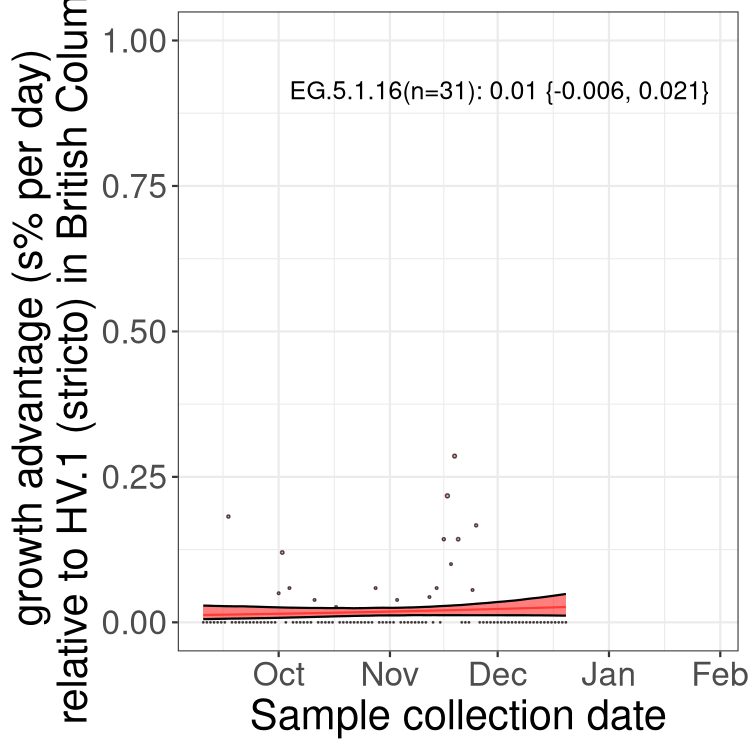 growth advantage (s% per day)
relative to HV.1 (stricto) in British Colum
1.00
0.75
0.50
0.25
0.00
EG.5.1.16(n=31): 0.01 {-0.006, 0.021}
Oct Nov Dec Jan Feb
Sample collection date